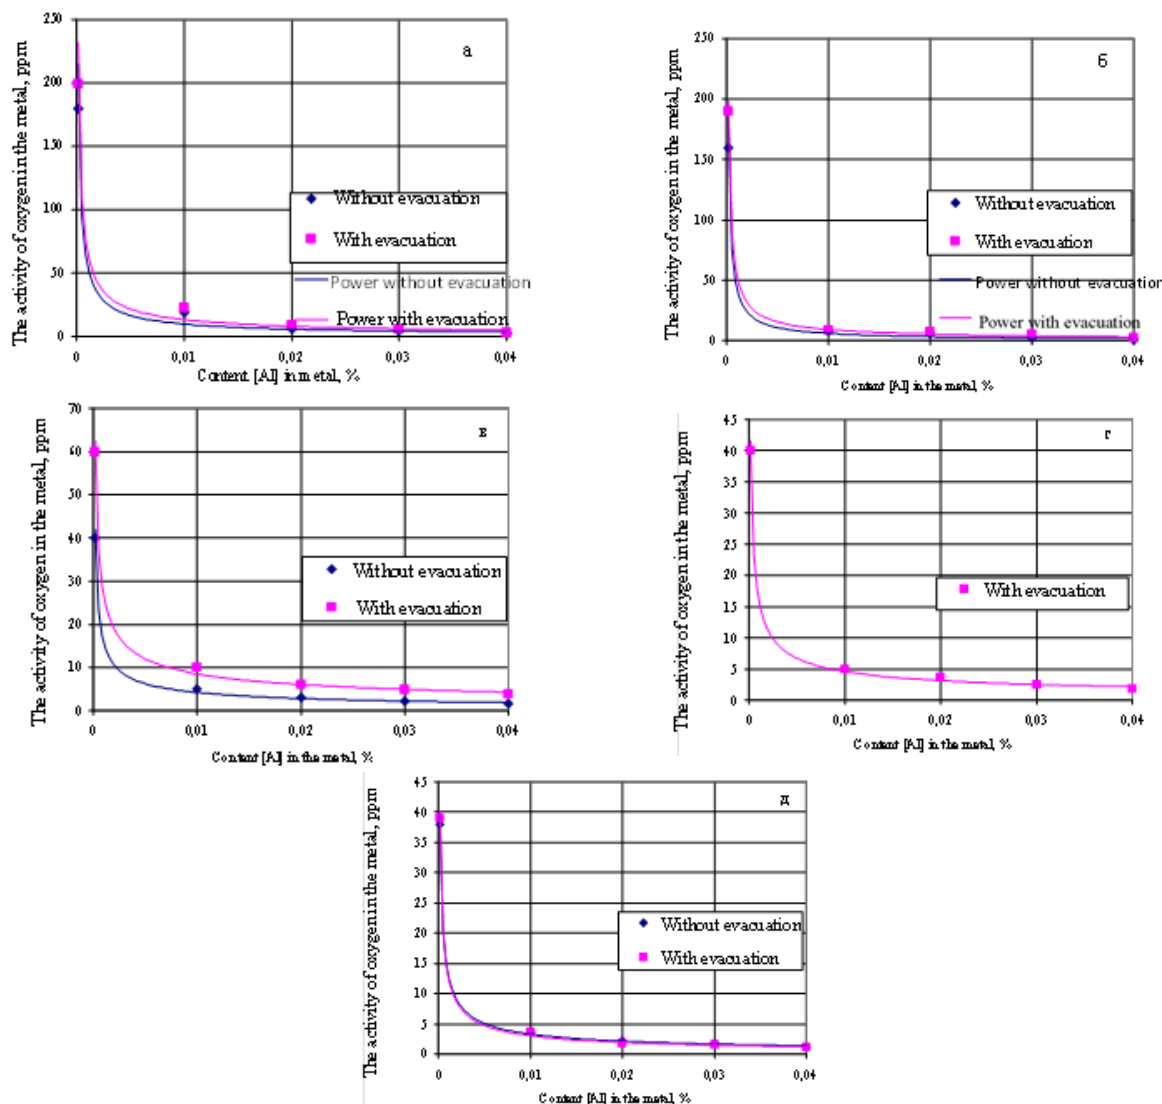 The activity of oxygen in the metal, ppm
250
200
150
100
50
0
0
0,01
0,02
0,03
0,04
Content [Al] in metal, %
а
Without evacuation
With evacuation
Power without evacuation
Power with evacuation
The activity of oxygen in the metal, ppm
250
200
150
100
50
0
0
0,01
0,02
0,03
0,04
Content [Al] in the metal, %
б
Without evacuation
With evacuation
Power without evacuation
Power with evacuation
The activity of oxygen in the metal, ppm
70
60
50
40
30
20
10
0
0
0,01
0,02
0,03
0,04
Content [Al] in the metal, %
в
Without evacuation
With evacuation
The activity of oxygen in the metal, ppm
45
40
35
30
25
20
15
10
5
0
0
0,01
0,02
0,03
0,04
Content [Al] in the metal, %
г
With evacuation
The activity of oxygen in the metal, ppm
45
40
35
30
25
20
15
10
5
0
0
0,01
0,02
0,03
0,04
Content [Al] in the metal, %
д
Without evacuation
With evacuation